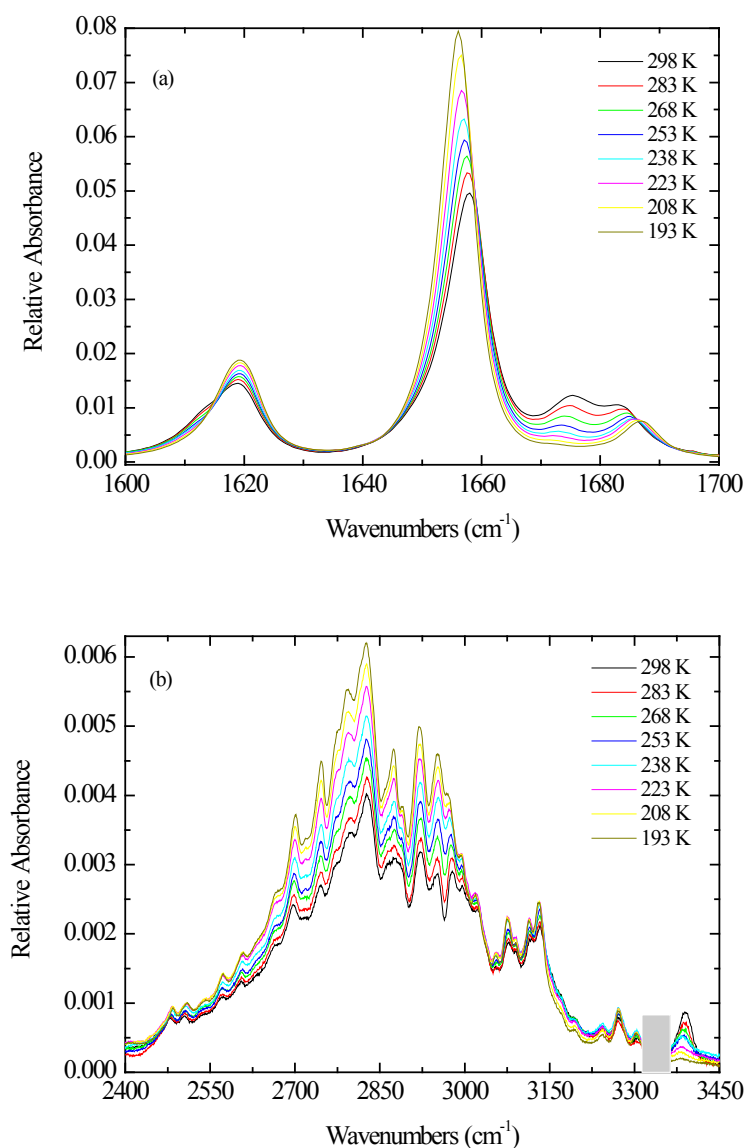 0.08
0.07
0.06
0.05
0.04
0.03
0.02
0.01
0.00
Relative Absorbance
(a)
298 K
283 K
268 K
253 K
238 K
223 K
208 K
193 K
1600 1620 1640 1660 1680 1700
Wavenumbers (cm⁻¹)
0.006
0.005
0.004
0.003
0.002
0.001
0.000
Relative Absorbance
(b)
298 K
283 K
268 K
253 K
238 K
223 K
208 K
193 K
2400 2550 2700 2850 3000 3150 3300 3450
Wavenumbers (cm⁻¹)